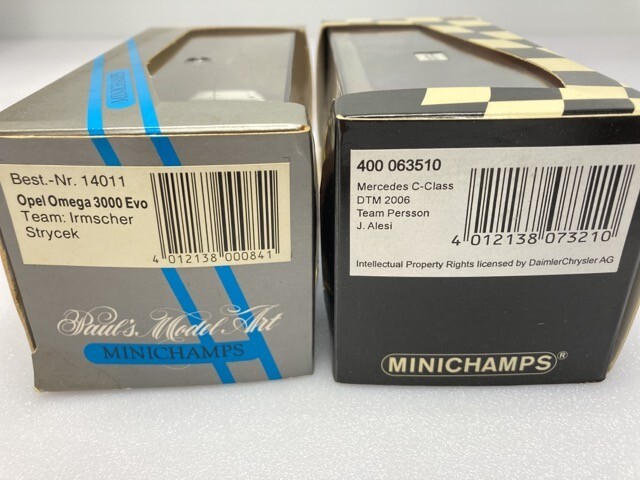 MINICHAMPS
Best.-Nr. 14011
Opel Omega 3000 Evo
Team: Irmscher
Strycek
4 012138 000841
Paul's Model Art
MINICHAMPS
400 063510
Mercedes C-Class
DTM 2006
Team Persson
J. Alesi
4 012138 073210
Intellectual Property Rights licensed by DaimlerChrysler AG
MINICHAMPS®